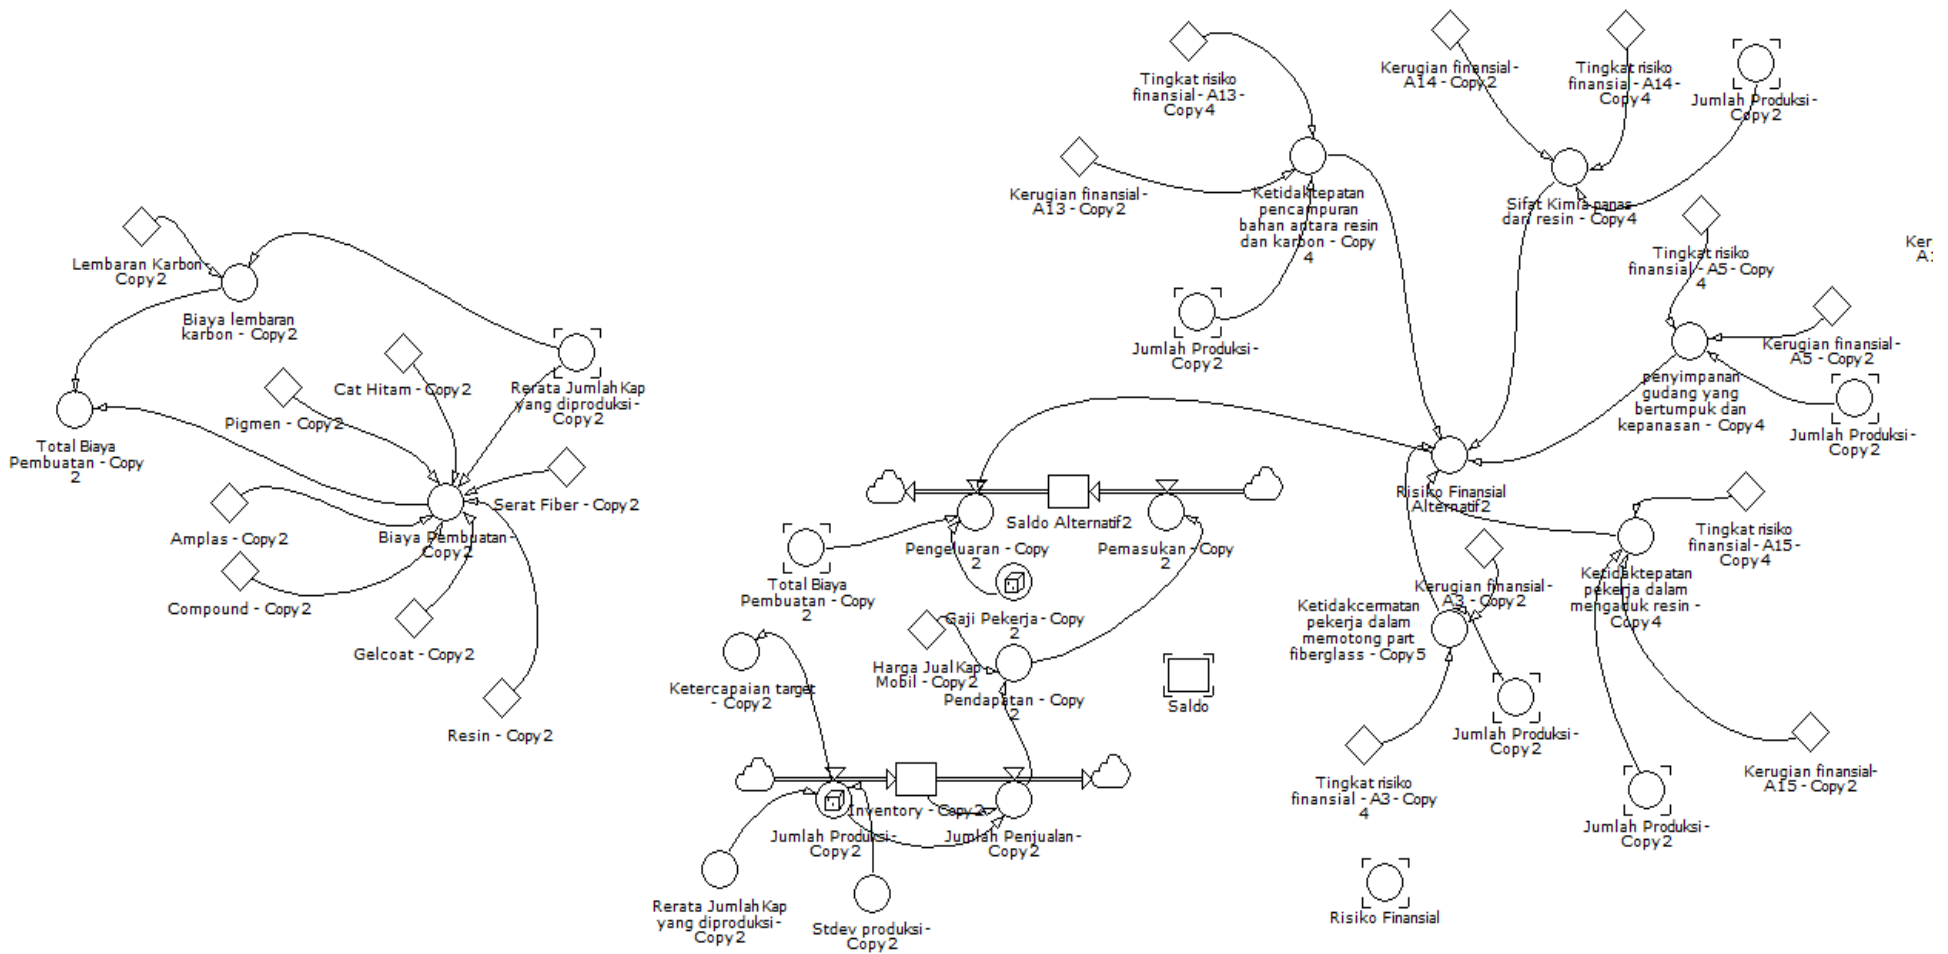 Tingkat risiko
finansial - A13 -
Copy 4
Kerugian finansial -
A14 - Copy 2
Tingkat risiko
finansial - A14 -
Copy 4
Jumlah Produksi -
Copy 2
Kerugian finansial -
A13 - Copy 2
Ketidaktepatan
pencampuran
bahan antara resin
dan karbon - Copy
4
Sifat Kimia panas
dari resin - Copy 4
Tingkat risiko
finansial - A5 - Copy
4
Lembaran Karbon -
Copy 2
Biaya lembaran
karbon - Copy 2
Jumlah Produksi -
Copy 2
Kerugian finansial -
A5 - Copy 2
Cat Hitam - Copy 2
Rerata Jumlah Kap
yang diproduksi -
Copy 2
Pigmen - Copy 2
penyimpanan
gudang yang
bertumpuk dan
kepanasan - Copy 4
Jumlah Produksi -
Copy 2
Total Biaya
Pembuatan - Copy
2
Serat Fiber - Copy 2
Risiko Finansial
Alternatif2
Amplas - Copy 2
Biaya Pembuatan -
Copy 2
Saldo Alternatif2
Pengeluaran - Copy
2
Pemasukan - Copy
2
Tingkat risiko
finansial - A15 -
Copy 4
Compound - Copy 2
Total Biaya
Pembuatan - Copy
2
Gaji Pekerja - Copy
2
Kerugian finansial -
A3 - Copy 2
Ketidaktepatan
pekerja dalam
mengaduk resin -
Copy 4
Ketidakcermatan
pekerja dalam
memotong part
fiberglass - Copy 5
Gelcoat - Copy 2
Ketercapaian target
- Copy 2
Harga Jual Kap
Mobil - Copy 2
Pendapatan - Copy
2
Saldo
Resin - Copy 2
Jumlah Produksi -
Copy 2
Tingkat risiko
finansial - A3 - Copy
4
Kerugian finansial -
A15 - Copy 2
Inventory - Copy 2
Jumlah Produksi -
Copy 2
Jumlah Penjualan -
Copy 2
Jumlah Produksi -
Copy 2
Rerata Jumlah Kap
yang diproduksi -
Copy 2
Stdev produksi -
Copy 2
Risiko Finansial